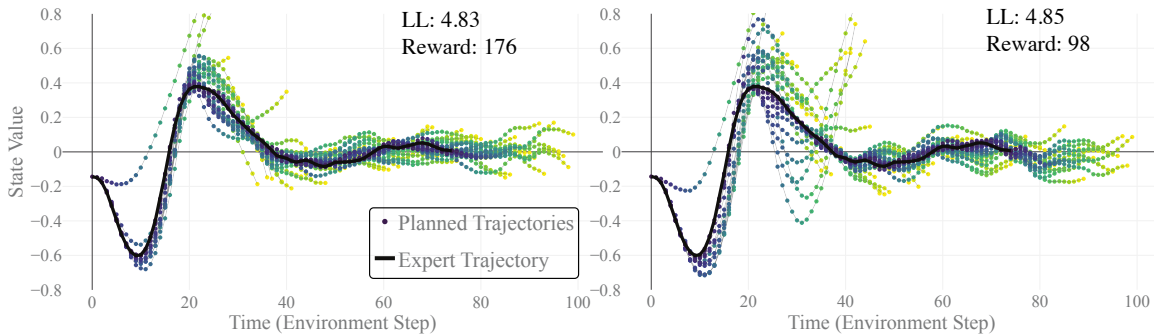 LL: 4.83
Reward: 176
State Value
0.8
0.6
0.4
0.2
0
−0.2
−0.4
−0.6
−0.8
Planned Trajectories
Expert Trajectory
0 20 40 60 80 100
Time (Environment Step)
LL: 4.85
Reward: 98
0.8
0.6
0.4
0.2
0
−0.2
−0.4
−0.6
−0.8
0 20 40 60 80 100
Time (Environment Step)